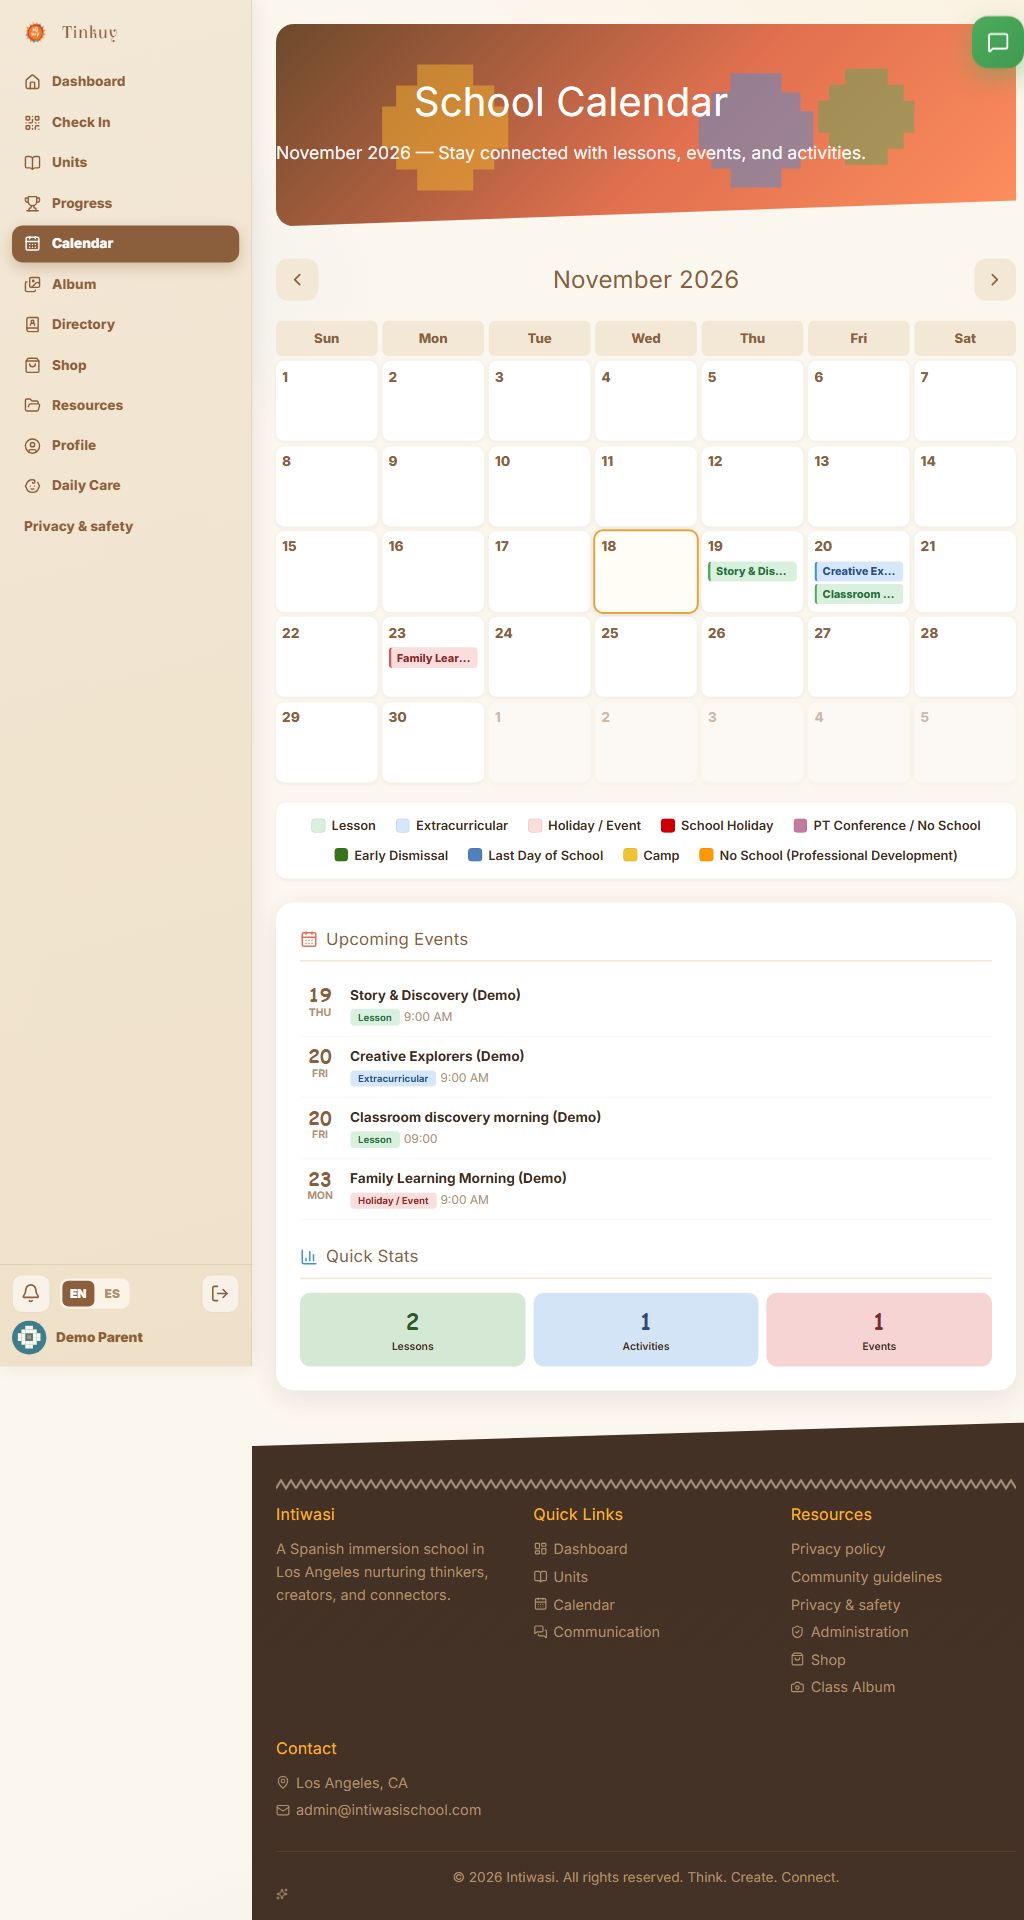 Tinkuy
Dashboard
Check In
Units
Progress
Calendar
Album
Directory
Shop
Resources
Profile
Daily Care
Privacy & safety
EN ES
Demo Parent
School Calendar
November 2026 — Stay connected with lessons, events, and activities.
November 2026
Sun Mon Tue Wed Thu Fri Sat
1 2 3 4 5 6 7
8 9 10 11 12 13 14
15 16 17 18 19 20 21
Story & Dis... Creative Ex...
Classroom ...
22 23 24 25 26 27 28
Family Lear...
29 30 1 2 3 4 5
Lesson Extracurricular Holiday / Event School Holiday PT Conference / No School
Early Dismissal Last Day of School Camp No School (Professional Development)
Upcoming Events
19 THU
Story & Discovery (Demo)
Lesson 9:00 AM
20 FRI
Creative Explorers (Demo)
Extracurricular 9:00 AM
20 FRI
Classroom discovery morning (Demo)
Lesson 09:00
23 MON
Family Learning Morning (Demo)
Holiday / Event 9:00 AM
Quick Stats
2 1 1
Lessons Activities Events
Intiwasi
A Spanish immersion school in
Los Angeles nurturing thinkers,
creators, and connectors.
Quick Links
Dashboard
Units
Calendar
Communication
Resources
Privacy policy
Community guidelines
Privacy & safety
Administration
Shop
Class Album
Contact
Los Angeles, CA
admin@intiwasischool.com
© 2026 Intiwasi. All rights reserved. Think. Create. Connect.